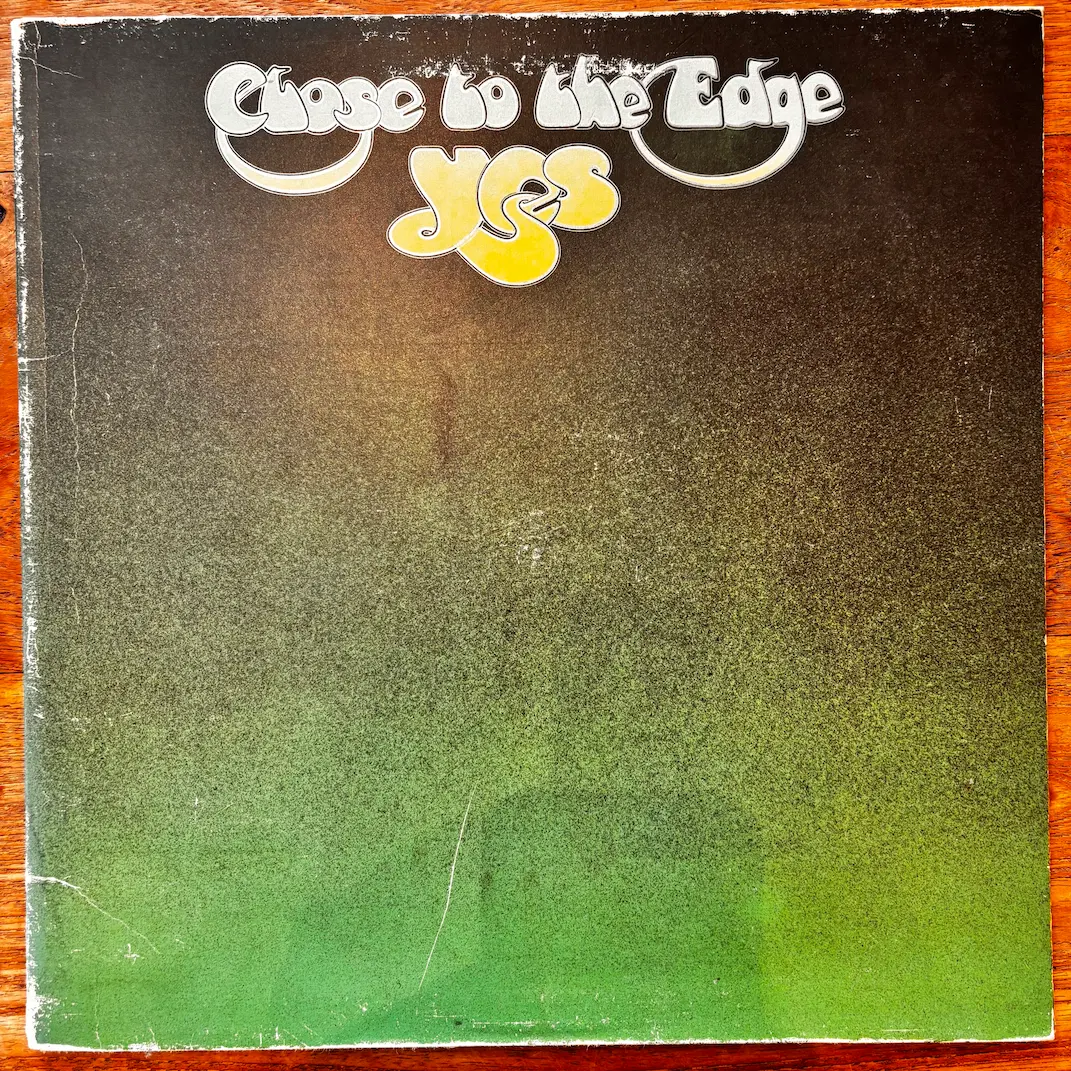 Close to the Edge
yes